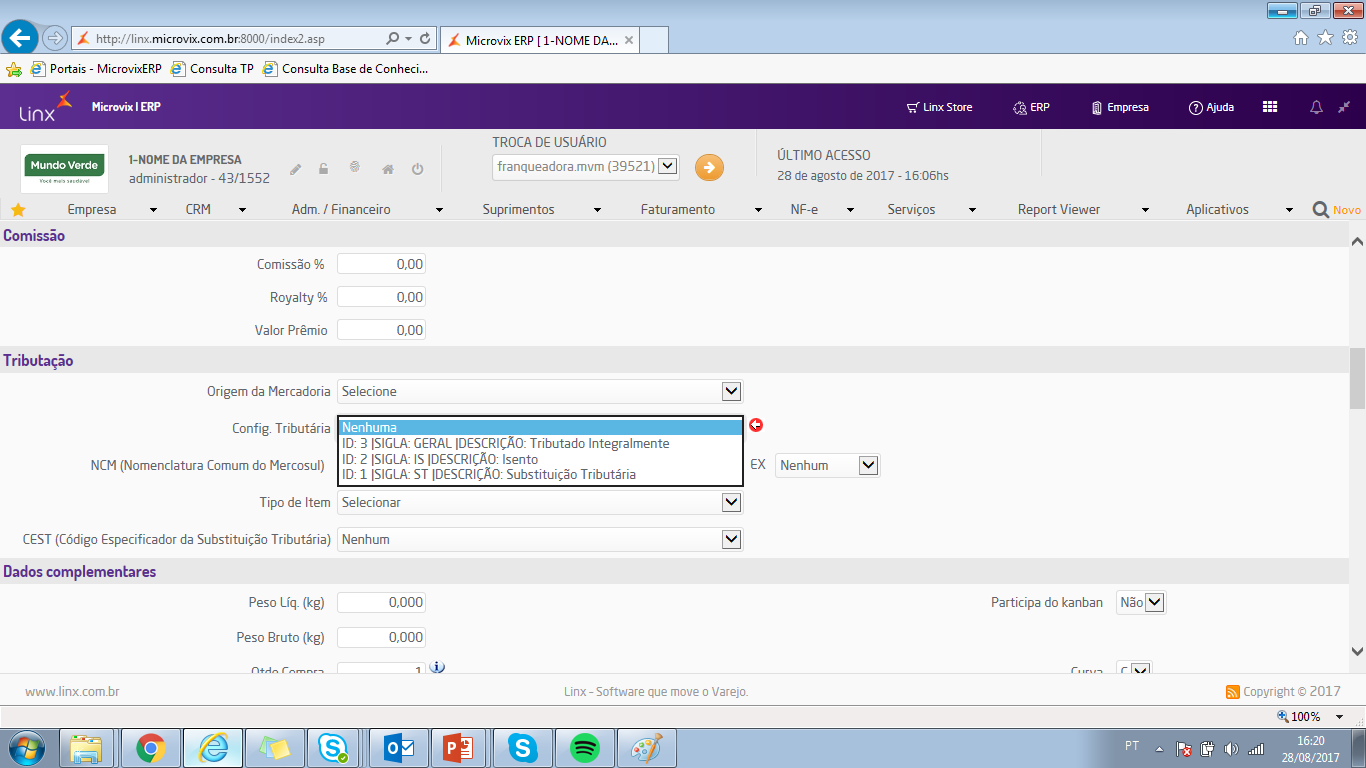 http://linx.microvix.com.br:8000/index2.asp
Microvix ERP [ 1-NOME DA...
Portais - MicrovixERP
Consulta TP
Consulta Base de Conheci...
Linx
Microvix | ERP
Linx Store
ERP
Empresa
Ajuda
Mundo Verde
Você mais saudável
1-NOME DA EMPRESA
administrador - 43/1552
TROCA DE USUÁRIO
franqueadora.mvm (39521)
ÚLTIMO ACESSO
28 de agosto de 2017 - 16:06hs
Empresa
CRM
Adm. / Financeiro
Suprimentos
Faturamento
NF-e
Serviços
Report Viewer
Aplicativos
Novo
Comissão
Comissão % 0,00
Royalty % 0,00
Valor Prêmio 0,00
Tributação
Origem da Mercadoria Selecione
Config. Tributária Nenhuma
ID: 3 |SIGLA: GERAL |DESCRIÇÃO: Tributado Integralmente
ID: 2 |SIGLA: IS |DESCRIÇÃO: Isento
ID: 1 |SIGLA: ST |DESCRIÇÃO: Substituição Tributária
NCM (Nomenclatura Comum do Mercosul) EX Nenhum
Tipo de Item Selecionar
CEST (Código Especificador da Substituição Tributária) Nenhum
Dados complementares
Peso Líq. (kg) 0,000 Participa do kanban Não
Peso Bruto (kg) 0,000
Qtde Compra 1 Curva C
www.linx.com.br
Linx - Software que move o Varejo.
Copyright © 2017
100%
PT
16:20
28/08/2017